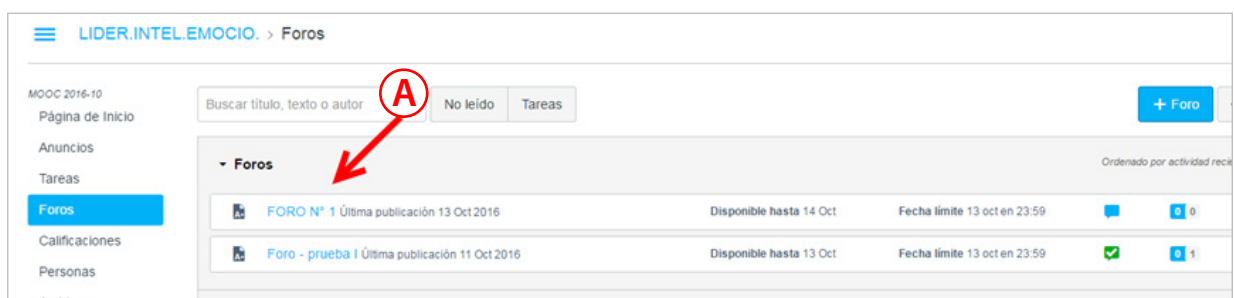 LIDER.INTEL.EMOCIO. > Foros
MOOC 2016-10
Página de Inicio
Anuncios
Tareas
Foros
Calificaciones
Personas
Buscar título, texto o autor
A
No leído
Tareas
+ Foro
Foros
Ordenado por actividad
FORO N° 1 Última publicación 13 Oct 2016 Disponible hasta 14 Oct Fecha límite 13 oct en 23:59 0 0
Foro - prueba I Última publicación 11 Oct 2016 Disponible hasta 13 Oct Fecha límite 13 oct en 23:59 0 1